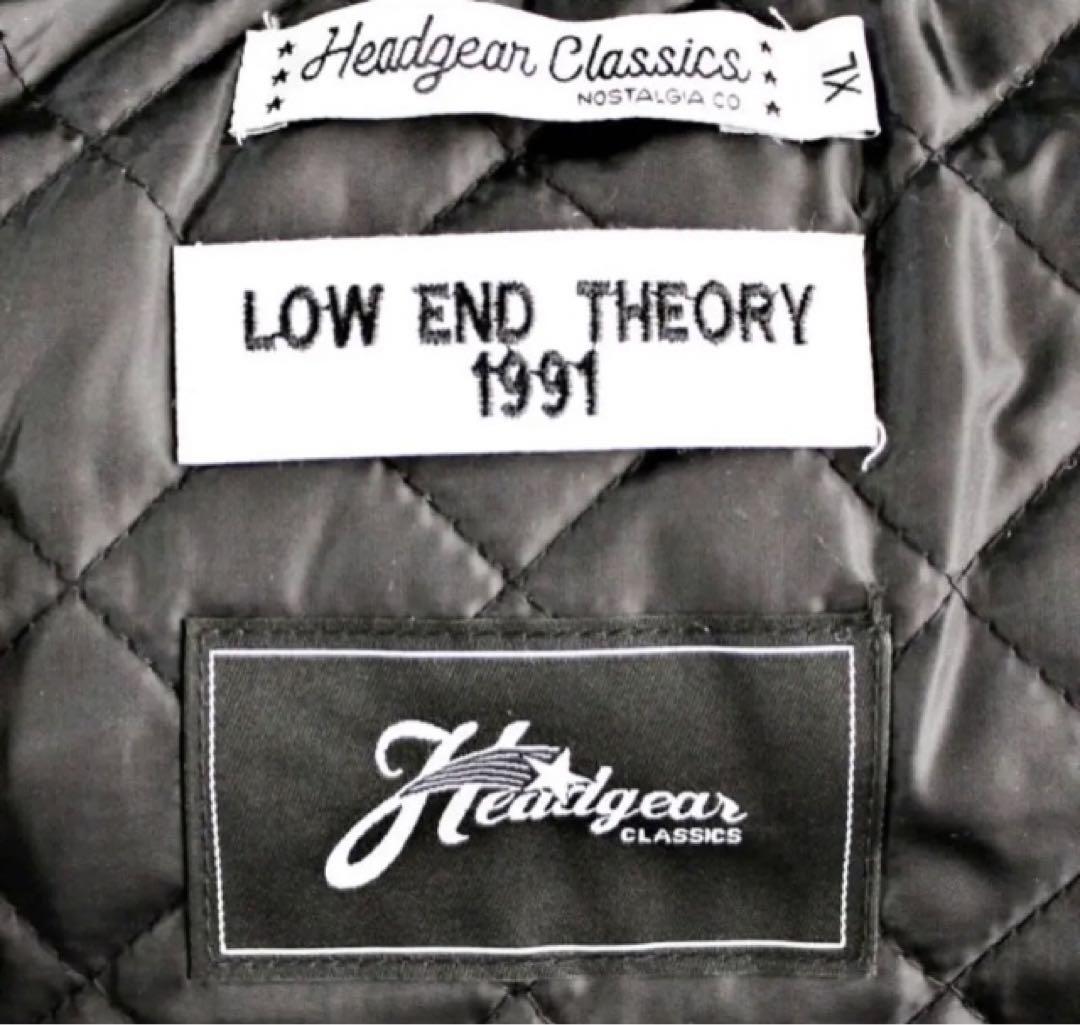 Headgear Classics
NOSTALGIA CO
XL
LOW END THEORY
1991
Headgear
CLASSICS